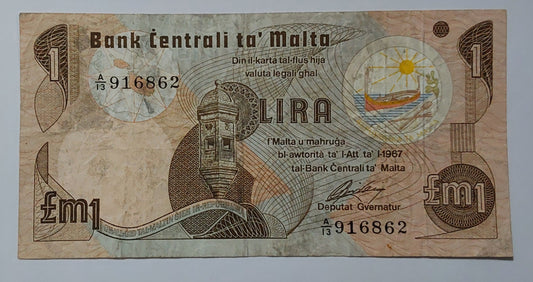 Bank Ċentrali ta' Malta
1
1
Din il-karta tal-flus hija
valuta legali għal
A/13 916862
LIRA
f'Malta u maħruġa
bl-awtorità ta' l-Att ta' l-1967
tal-Bank Ċentrali ta' Malta
£m1
£m1
Deputat Gvernatur
A/13 916862